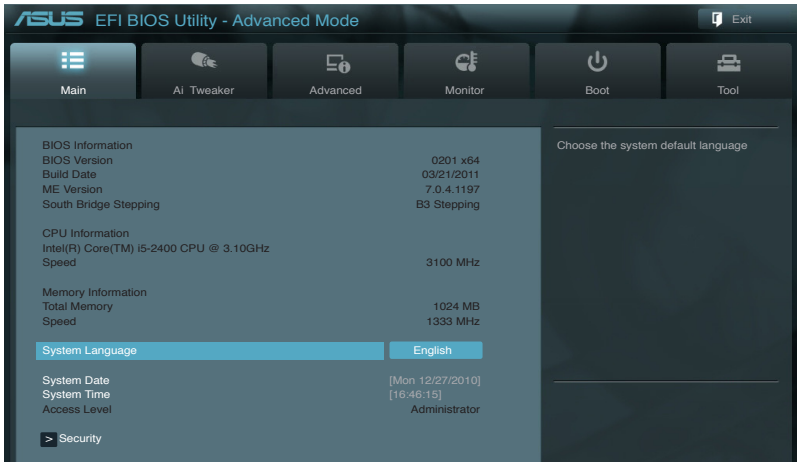 ASUS EFI BIOS Utility - Advanced Mode
Exit
Main Ai Tweaker Advanced Monitor Boot Tool
BIOS Information
BIOS Version 0201 x64
Build Date 03/21/2011
ME Version 7.0.4.1197
South Bridge Stepping B3 Stepping
CPU Information
Intel(R) Core(TM) i5-2400 CPU @ 3.10GHz
Speed 3100 MHz
Memory Information
Total Memory 1024 MB
Speed 1333 MHz
System Language English
System Date [Mon 12/27/2010]
System Time [16:46:15]
Access Level Administrator
> Security
Choose the system default language